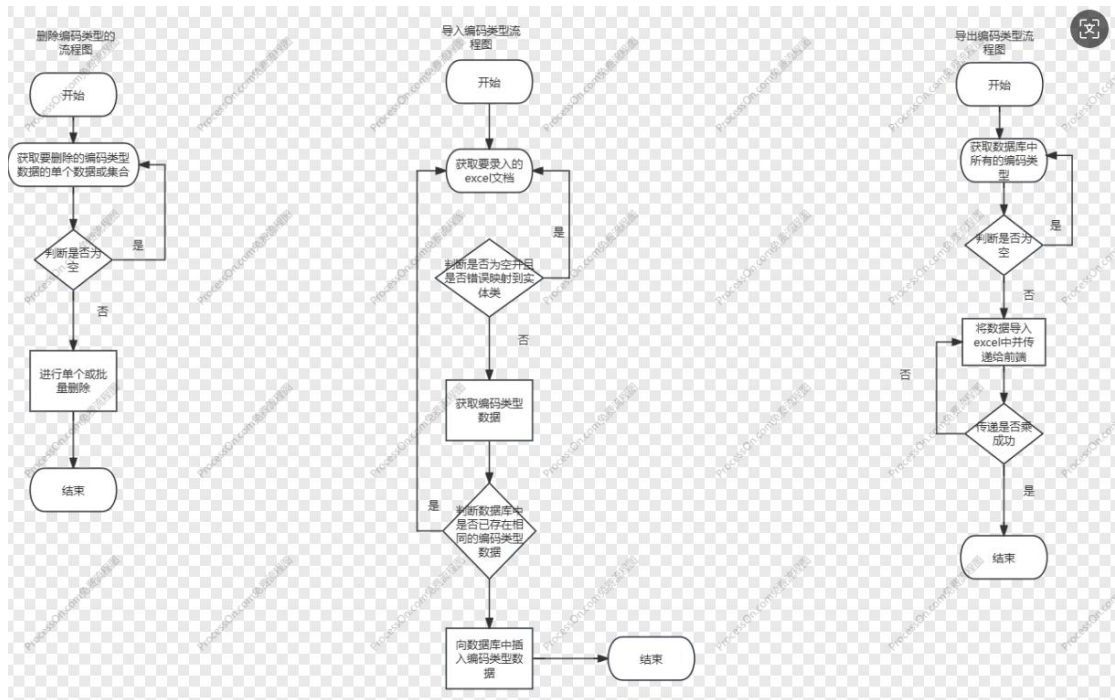 删除编码类型的
流程图
开始
获取要删除的编码类型
数据的单个数据或集合
判断是否为
空
是
否
进行单个或批
量删除
结束
导入编码类型流
程图
开始
获取要录入的
excel文档
判断是否为空并且
是否错误映射到实
体类
是
否
获取编码类型
数据
判断数据库中
是否已存在相
同的编码类型
数据
是
向数据库中插
入编码类型数
据
结束
导出编码类型流
程图
开始
获取数据库中
所有的编码类
型
判断是否为
空
是
否
将数据导入
excel中并传
递给前端
传递是否乘
成功
否
是
结束
ProcessOn.com免费流程图